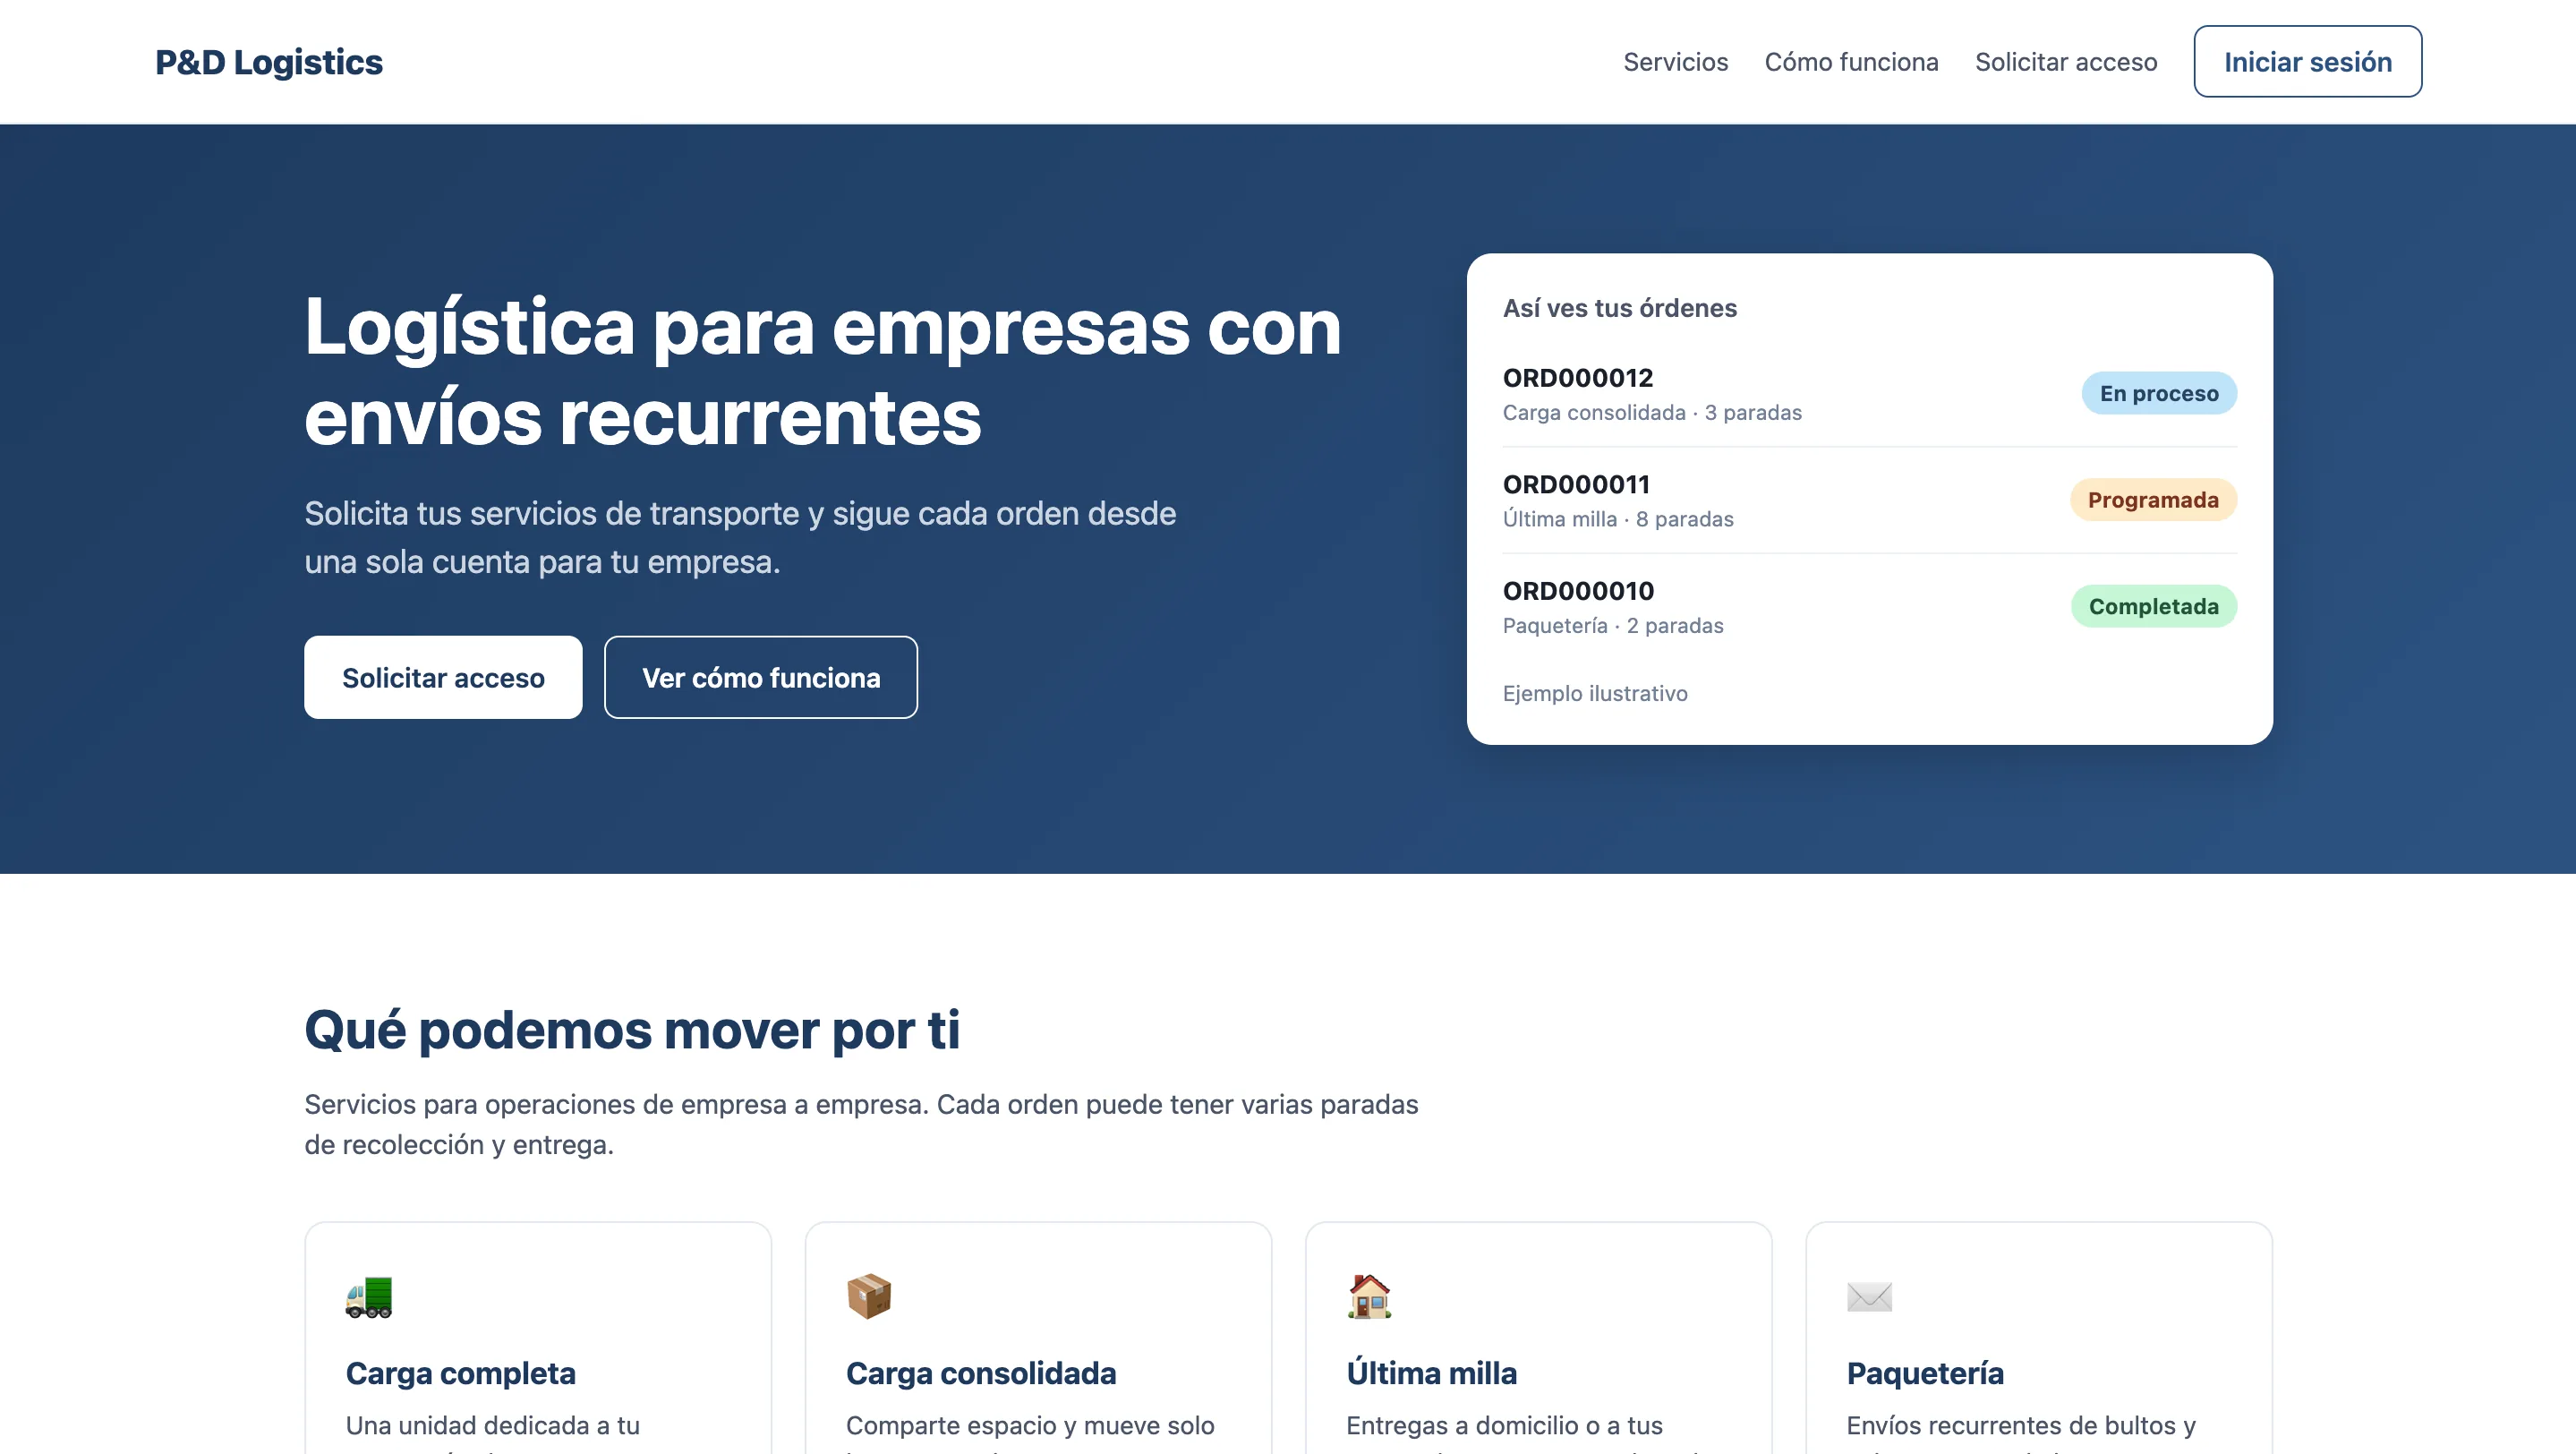 P&D Logistics
Servicios
Cómo funciona
Solicitar acceso
Iniciar sesión
Logística para empresas con
envíos recurrentes
Solicita tus servicios de transporte y sigue cada orden desde
una sola cuenta para tu empresa.
Solicitar acceso
Ver cómo funciona
Así ves tus órdenes
ORD000012
Carga consolidada · 3 paradas
En proceso
ORD000011
Última milla · 8 paradas
Programada
ORD000010
Paquetería · 2 paradas
Completada
Ejemplo ilustrativo
Qué podemos mover por ti
Servicios para operaciones de empresa a empresa. Cada orden puede tener varias paradas
de recolección y entrega.
Carga completa
Una unidad dedicada a tu
Carga consolidada
Comparte espacio y mueve solo
Última milla
Entregas a domicilio o a tus
Paquetería
Envíos recurrentes de bultos y